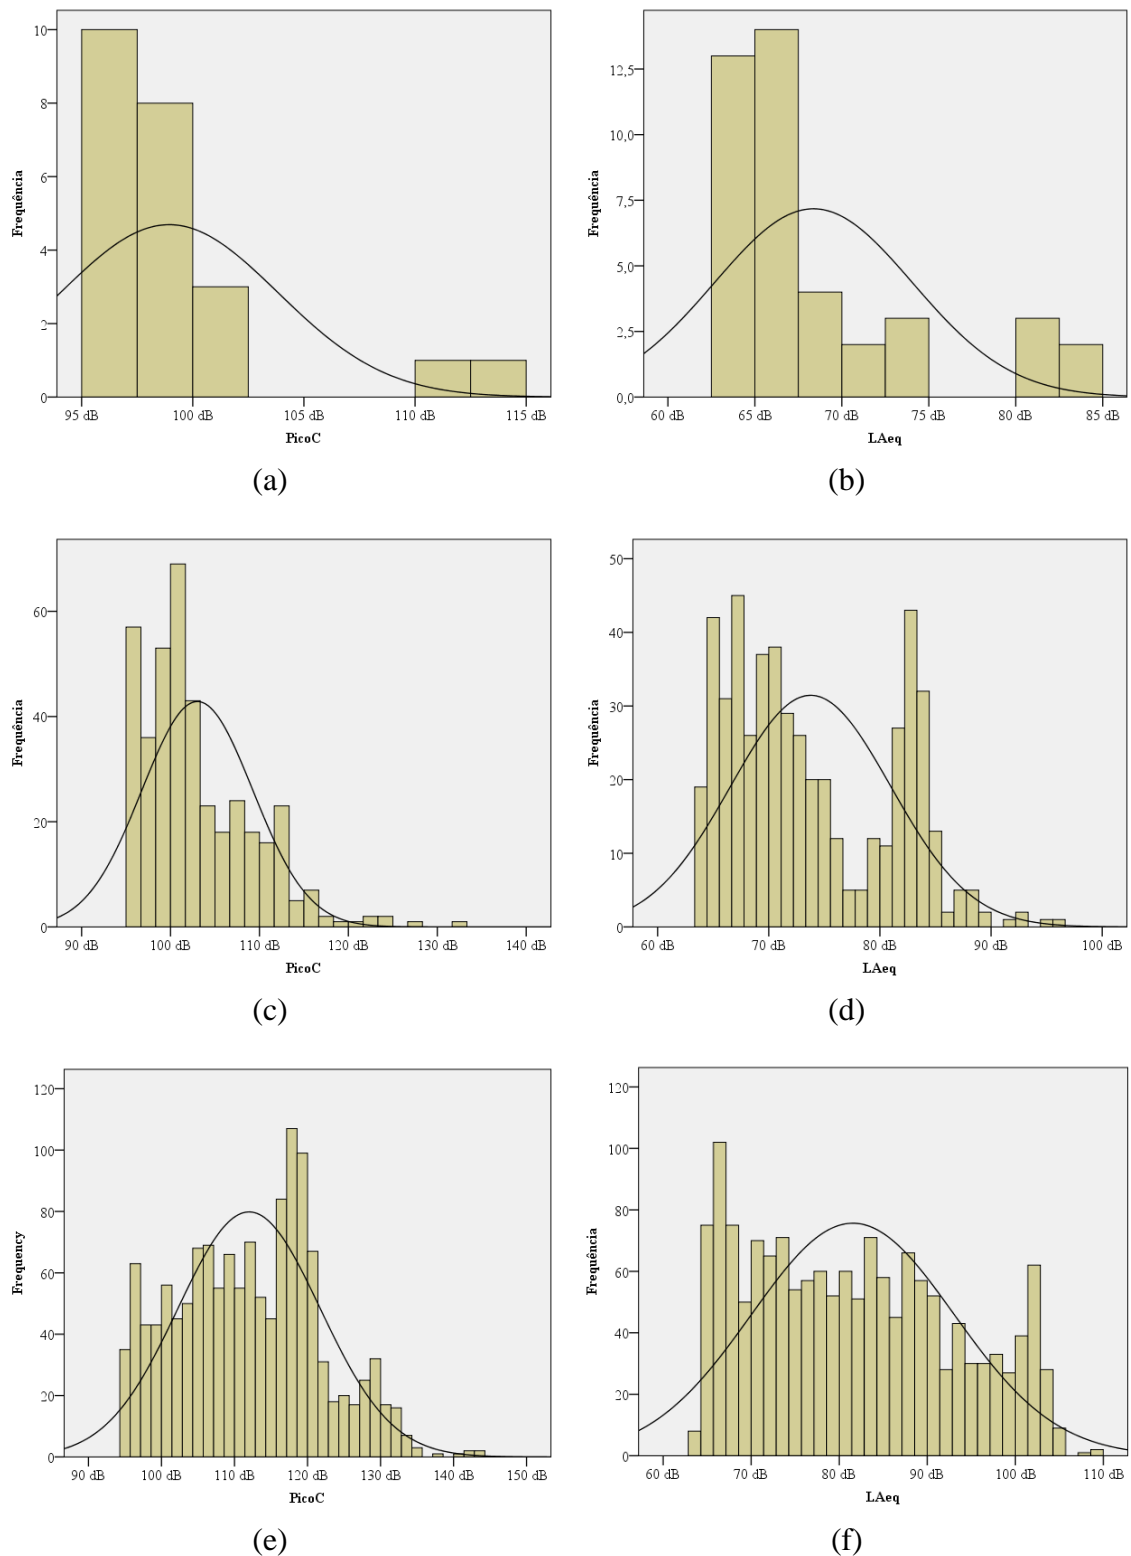 10
8
6
4
2
0
Frequência
95 dB 100 dB 105 dB 110 dB 115 dB
PicoC
(a)
12,5
10,0
7,5
5,0
2,5
0,0
Frequência
60 dB 65 dB 70 dB 75 dB 80 dB 85 dB
LAeq
(b)
60
40
20
0
Frequência
90 dB 100 dB 110 dB 120 dB 130 dB 140 dB
PicoC
(c)
50
40
30
20
10
0
Frequência
60 dB 70 dB 80 dB 90 dB 100 dB
LAeq
(d)
120
100
80
60
40
20
0
Frequency
90 dB 100 dB 110 dB 120 dB 130 dB 140 dB 150 dB
PicoC
(e)
120
100
80
60
40
20
0
Frequência
60 dB 70 dB 80 dB 90 dB 100 dB 110 dB
LAeq
(f)